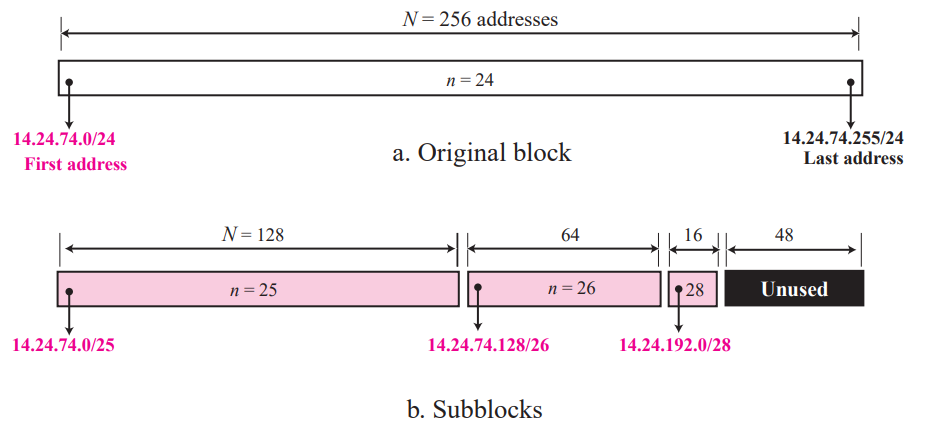 N = 256 addresses
n = 24
14.24.74.0/24
First address
14.24.74.255/24
Last address
a. Original block
N = 128
64
16
48
n = 25
n = 26
28
Unused
14.24.74.0/25
14.24.74.128/26
14.24.192.0/28
b. Subblocks